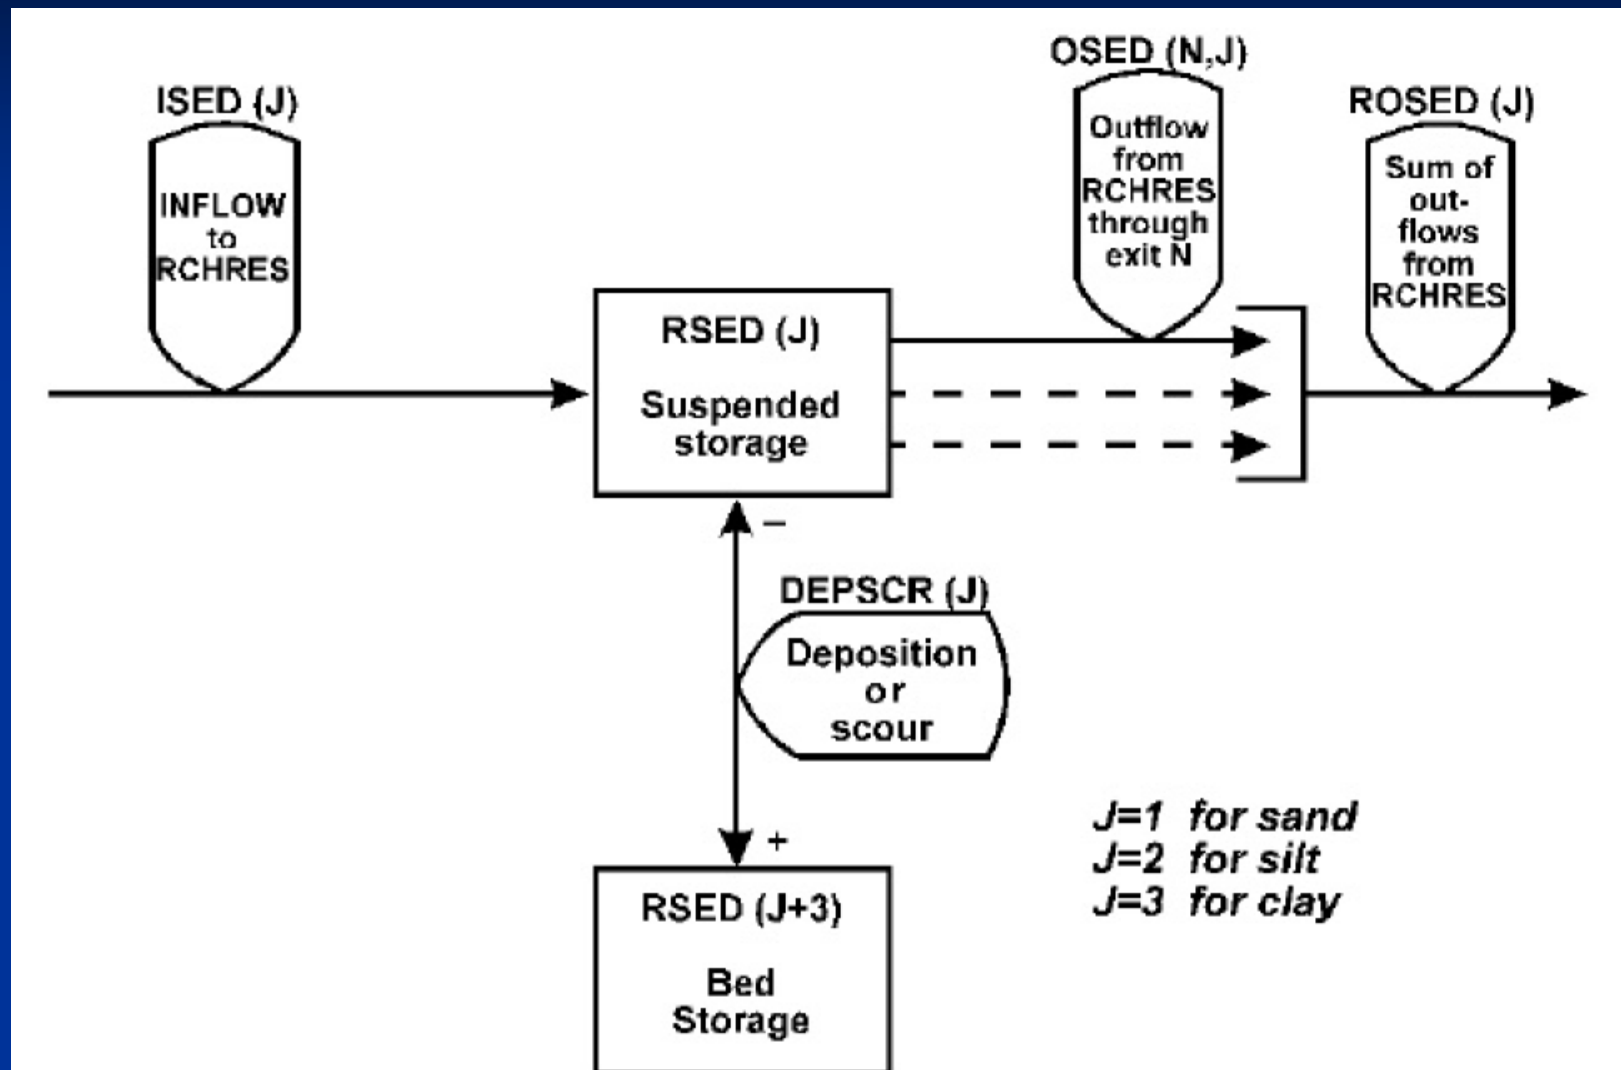 ISED (J)
INFLOW
to
RCHRES
OSED (N,J)
Outflow
from
RCHRES
through
exit N
ROSED (J)
Sum of
out-
flows
from
RCHRES
RSED (J)
Suspended
storage
–
DEPSCR (J)
Deposition
or
scour
+
RSED (J+3)
Bed
Storage
J=1 for sand
J=2 for silt
J=3 for clay